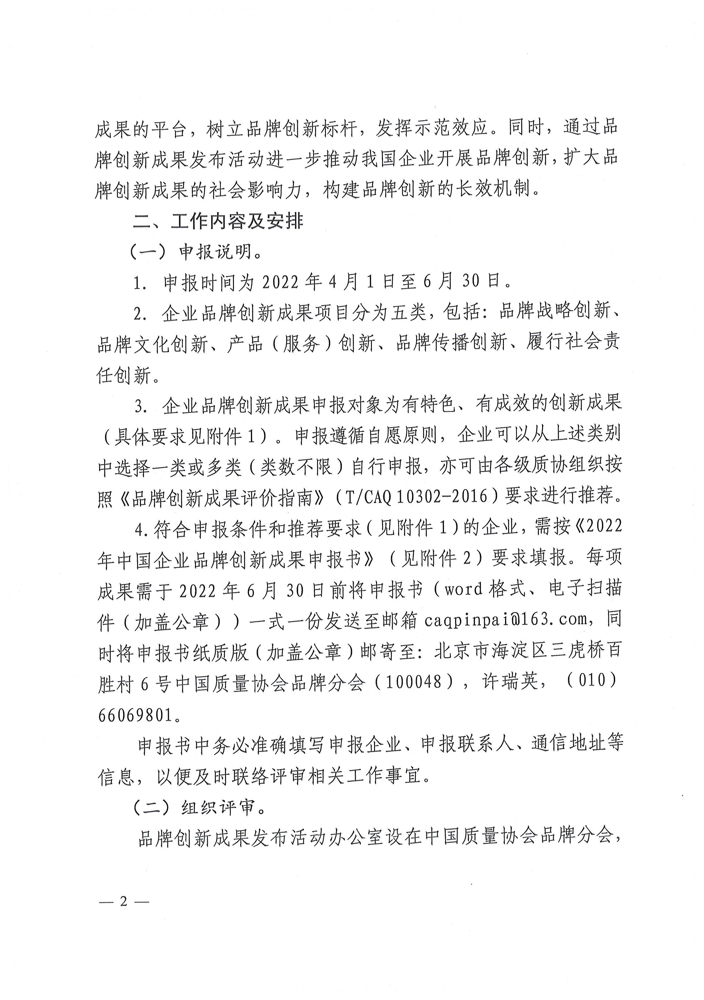 成果的平台，树立品牌创新标杆，发挥示范效应。同时，通过品
牌创新成果发布活动进一步推动我国企业开展品牌创新，扩大品
牌创新成果的社会影响力，构建品牌创新的长效机制。
二、工作内容及安排
（一）申报说明。
1. 申报时间为 2022 年 4 月 1 日至 6 月 30 日。
2. 企业品牌创新成果项目分为五类，包括：品牌战略创新、
品牌文化创新、产品（服务）创新、品牌传播创新、履行社会责
任创新。
3. 企业品牌创新成果申报对象为有特色、有成效的创新成果
（具体要求见附件 1）。申报遵循自愿原则，企业可以从上述类别
中选择一类或多类（类数不限）自行申报，亦可由各级质协组织按
照《品牌创新成果评价指南》（T/CAQ 10302-2016）要求进行推荐。
4.符合申报条件和推荐要求（见附件 1）的企业，需按《2022
年中国企业品牌创新成果申报书》（见附件 2）要求填报。每项
成果需于 2022 年 6 月 30 日前将申报书（word 格式、电子扫描
件（加盖公章））一式一份发送至邮箱 caqpinpai@163.com，同
时将申报书纸质版（加盖公章）邮寄至：北京市海淀区三虎桥百
胜村 6 号中国质量协会品牌分会（100048），许瑞英，（010）
66069801。
申报书中务必准确填写申报企业、申报联系人、通信地址等
信息，以便及时联络评审相关工作事宜。
（二）组织评审。
品牌创新成果发布活动办公室设在中国质量协会品牌分会，
— 2 —